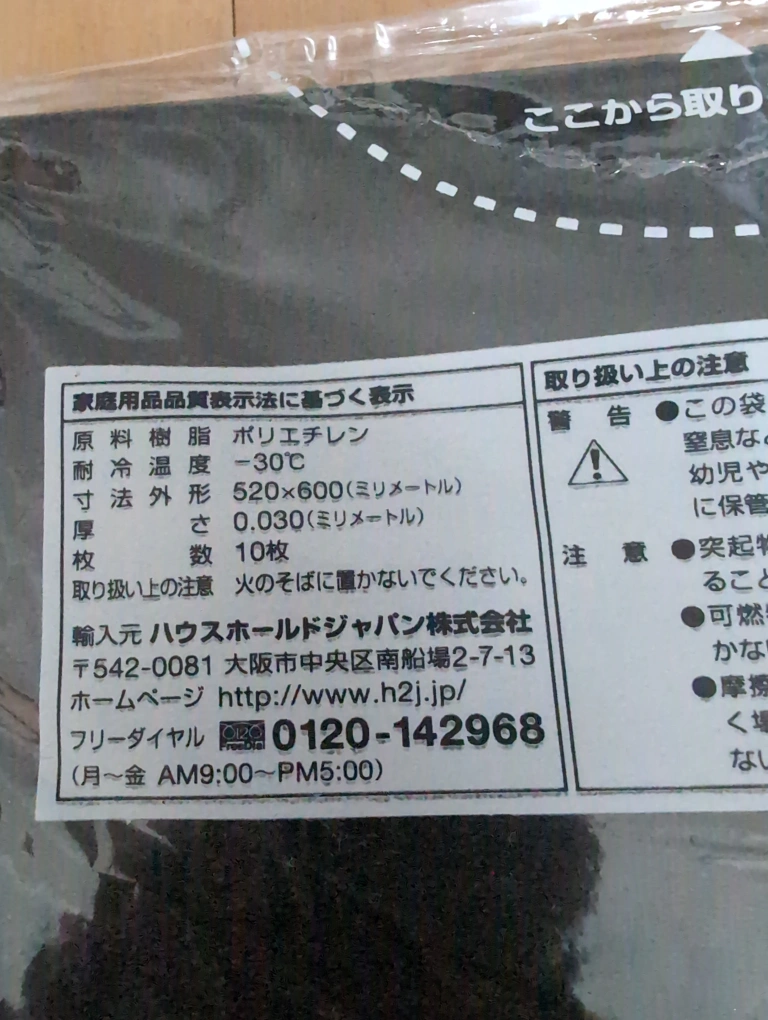 ここから取り
家庭用品品質表示法に基づく表示
原料樹脂 ポリエチレン
耐冷温度 −30℃
寸法外形 520×600(ミリメートル)
厚さ 0.030(ミリメートル)
枚数 10枚
取り扱い上の注意 火のそばに置かないでください。
輸入元 ハウスホールドジャパン株式会社
〒542-0081 大阪市中央区南船場2-7-13
ホームページ http://www.h2j.jp/
フリーダイヤル 0120-142968
(月〜金 AM9:00〜PM5:00)
取り扱い上の注意
警告 ●この袋
窒息な
幼児や
に保管
注意 ●突起物
ること
●可燃
かな
●摩擦
く場
ない